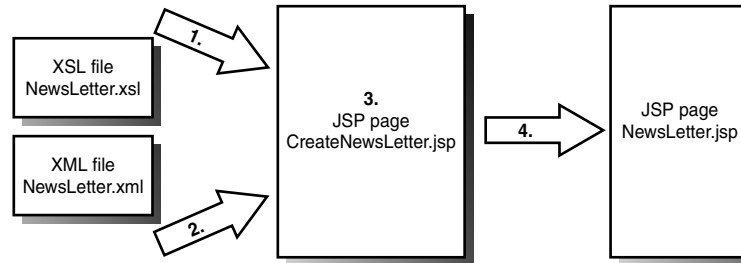 XSL file
NewsLetter.xsl
1.
XML file
NewsLetter.xml
2.
3.
JSP page
CreateNewsLetter.jsp
4.
JSP page
NewsLetter.jsp